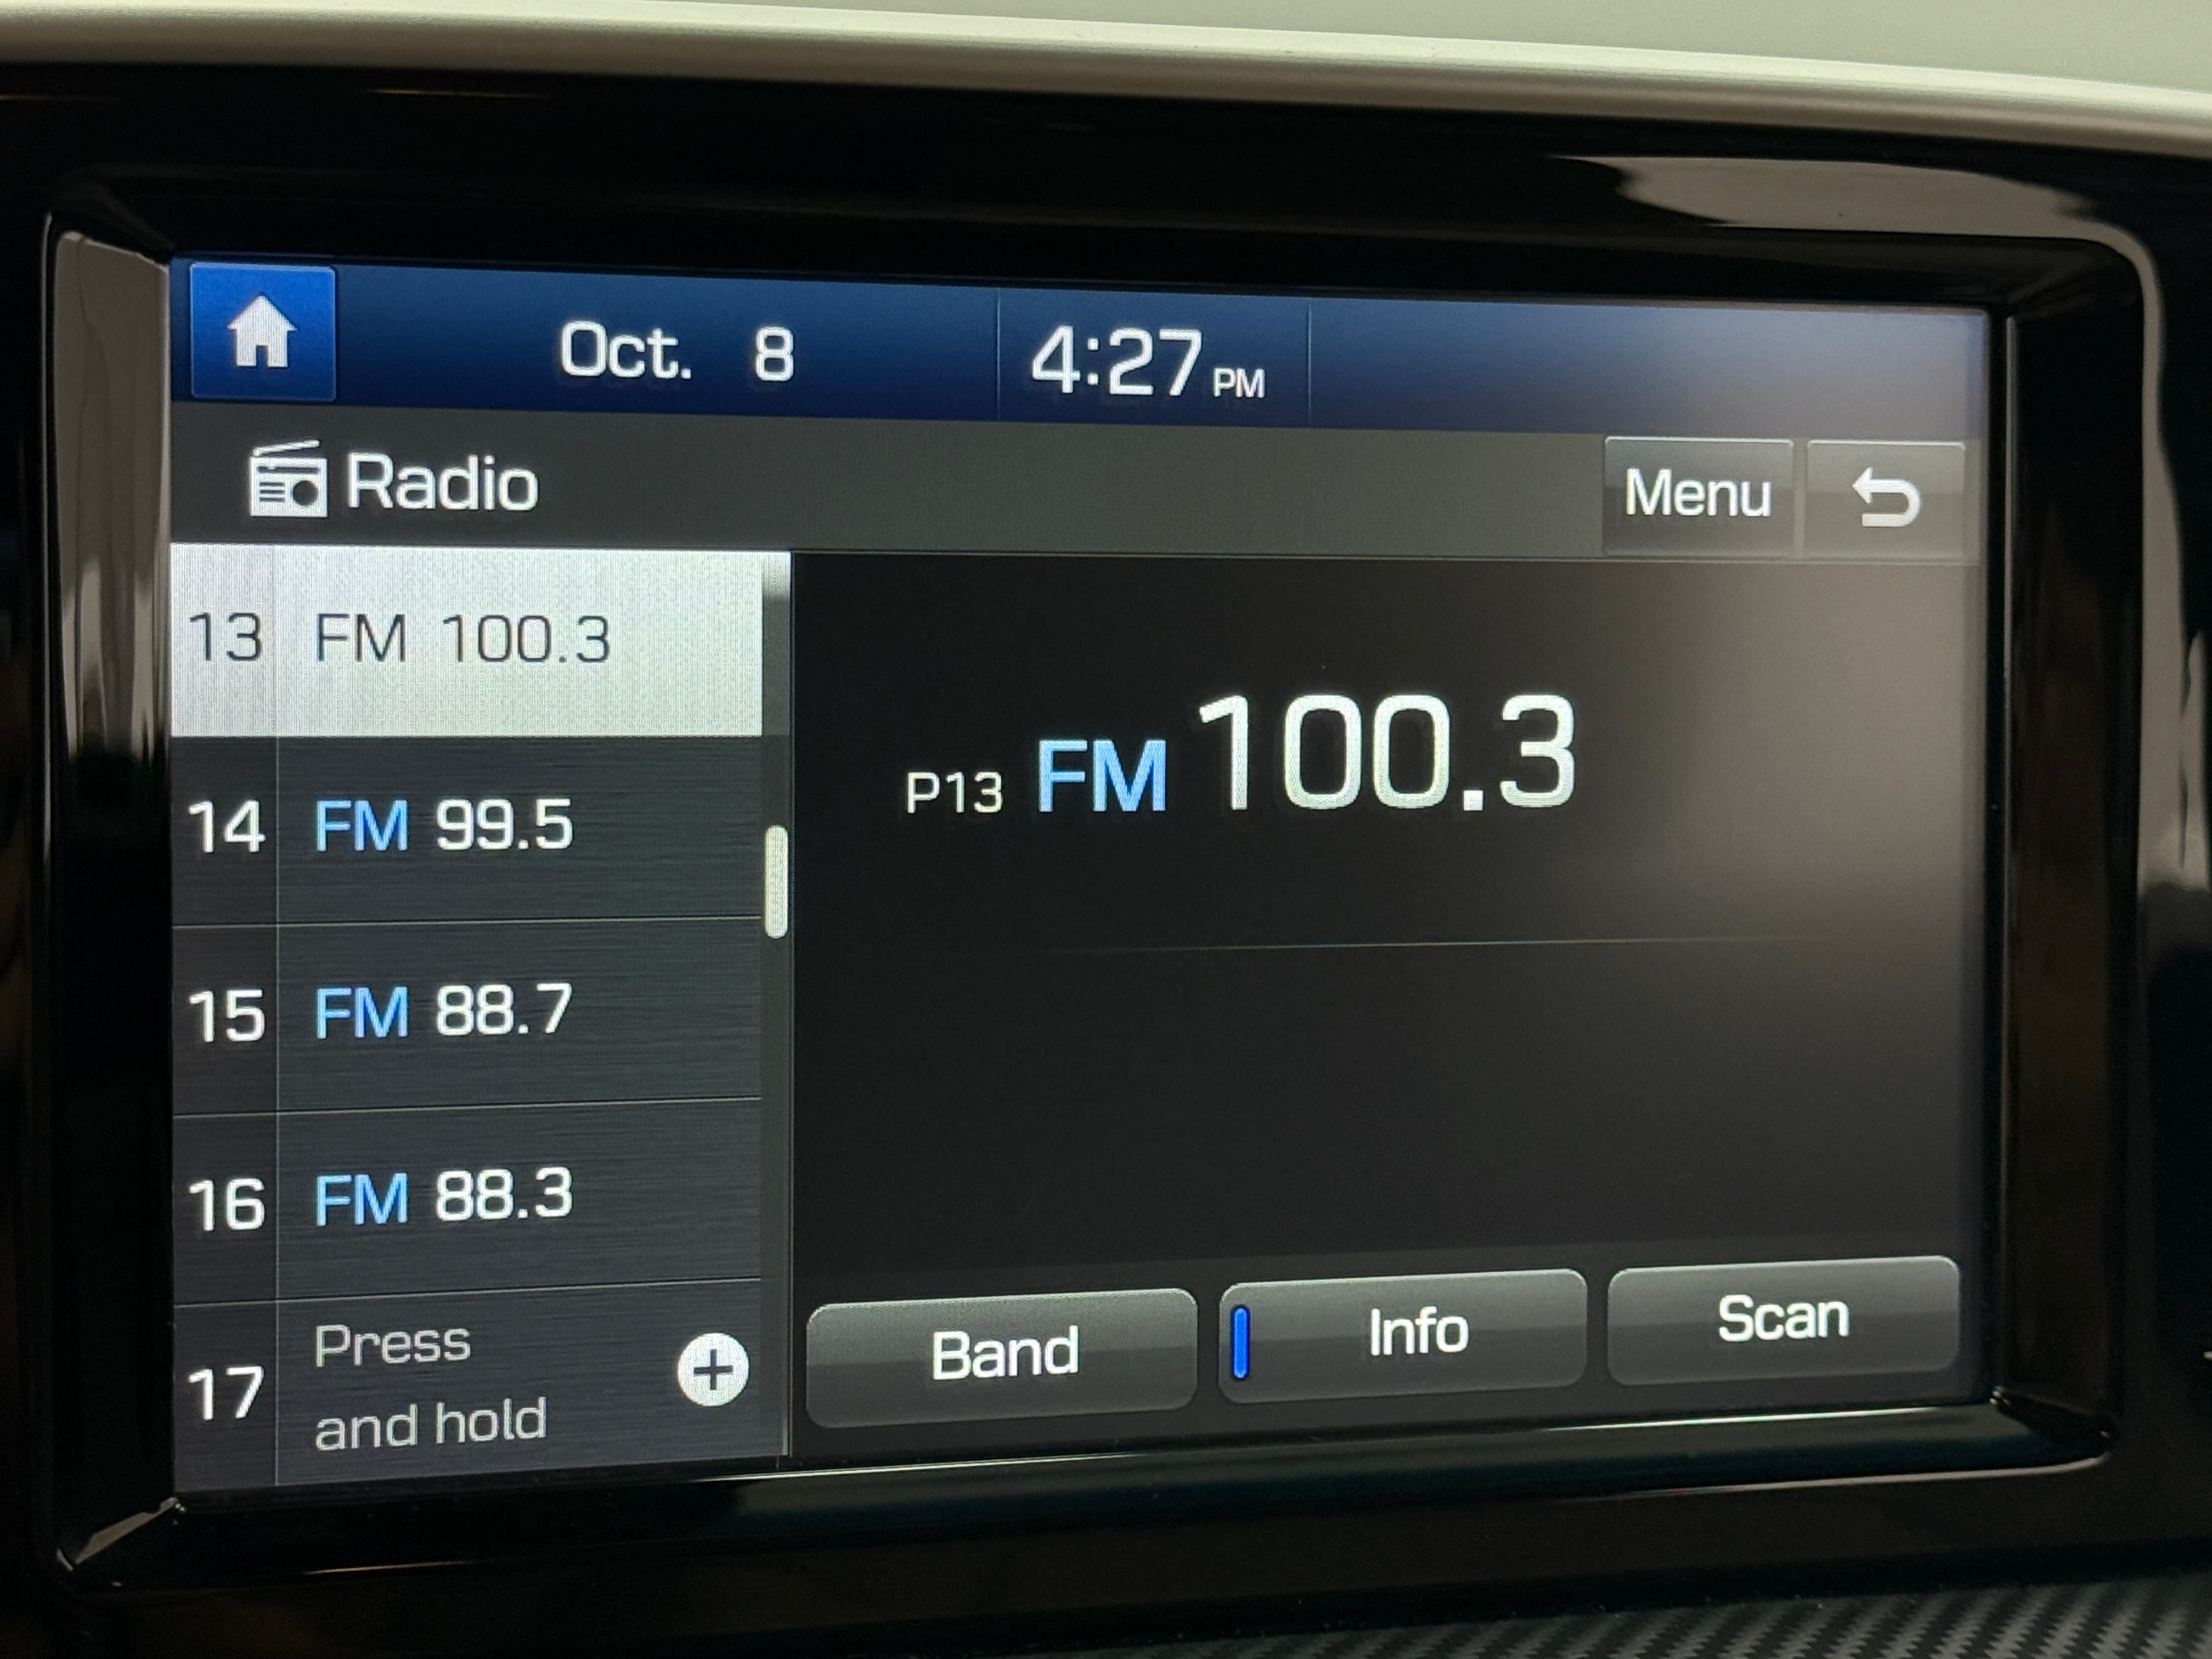 Oct. 8 4:27 PM
Radio Menu
13 FM 100.3
14 FM 99.5
15 FM 88.7
16 FM 88.3
17 Press
and hold
P13 FM 100.3
Band Info Scan